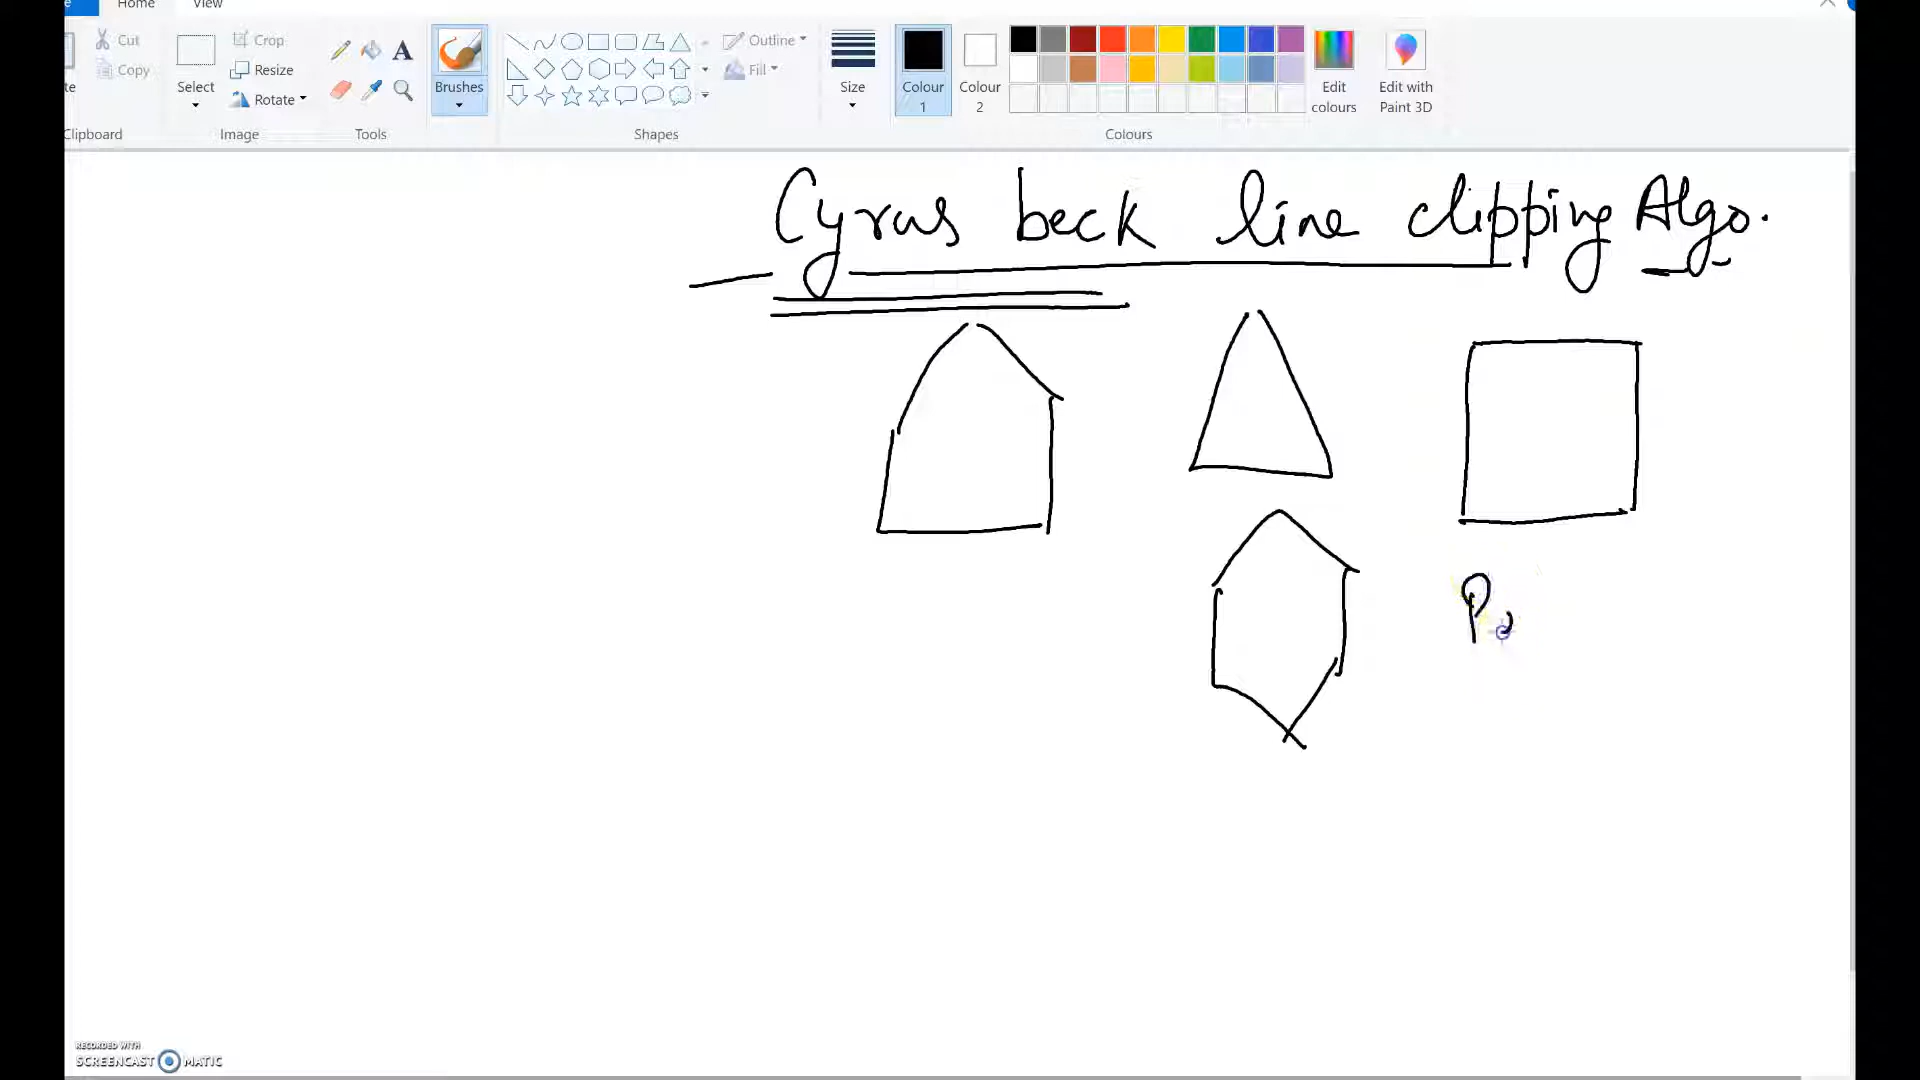 Home View
Cut
Copy
Clipboard
Select
Crop
Resize
Rotate
Image
Tools
Brushes
Outline
Fill
Shapes
Size
Colour 1
Colour 2
Edit colours
Edit with Paint 3D
Colours
Cyrus beck line clipping Algo.
RECORDED WITH
SCREENCAST MATIC